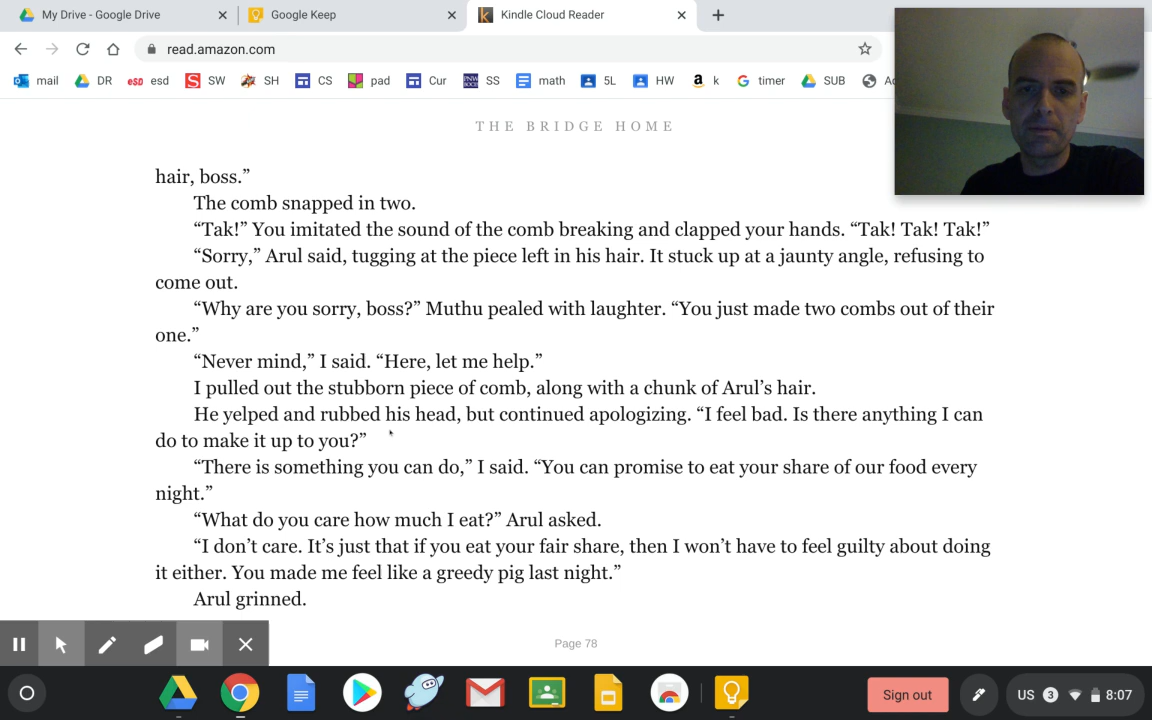 My Drive - Google Drive
Google Keep
Kindle Cloud Reader
read.amazon.com
mail DR esd esd SW SH CS pad Cur SS math 5L HW a k timer SUB
THE BRIDGE HOME
hair, boss.”
The comb snapped in two.
“Tak!” You imitated the sound of the comb breaking and clapped your hands. “Tak! Tak! Tak!”
“Sorry,” Arul said, tugging at the piece left in his hair. It stuck up at a jaunty angle, refusing to
come out.
“Why are you sorry, boss?” Muthu pealed with laughter. “You just made two combs out of their
one.”
“Never mind,” I said. “Here, let me help.”
I pulled out the stubborn piece of comb, along with a chunk of Arul’s hair.
He yelped and rubbed his head, but continued apologizing. “I feel bad. Is there anything I can
do to make it up to you?”
“There is something you can do,” I said. “You can promise to eat your share of our food every
night.”
“What do you care how much I eat?” Arul asked.
“I don’t care. It’s just that if you eat your fair share, then I won’t have to feel guilty about doing
it either. You made me feel like a greedy pig last night.”
Arul grinned.
Page 78
Sign out US 3 8:07